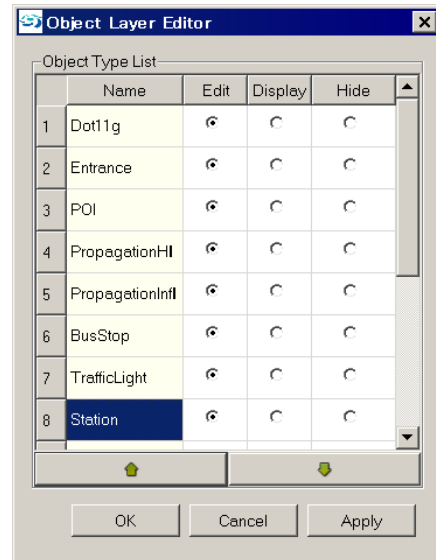 Object Layer Editor
Object Type List
Name Edit Display Hide
1 Dot11g
2 Entrance
3 POI
4 PropagationHl
5 PropagationInfl
6 BusStop
7 TrafficLight
8 Station
OK Cancel Apply